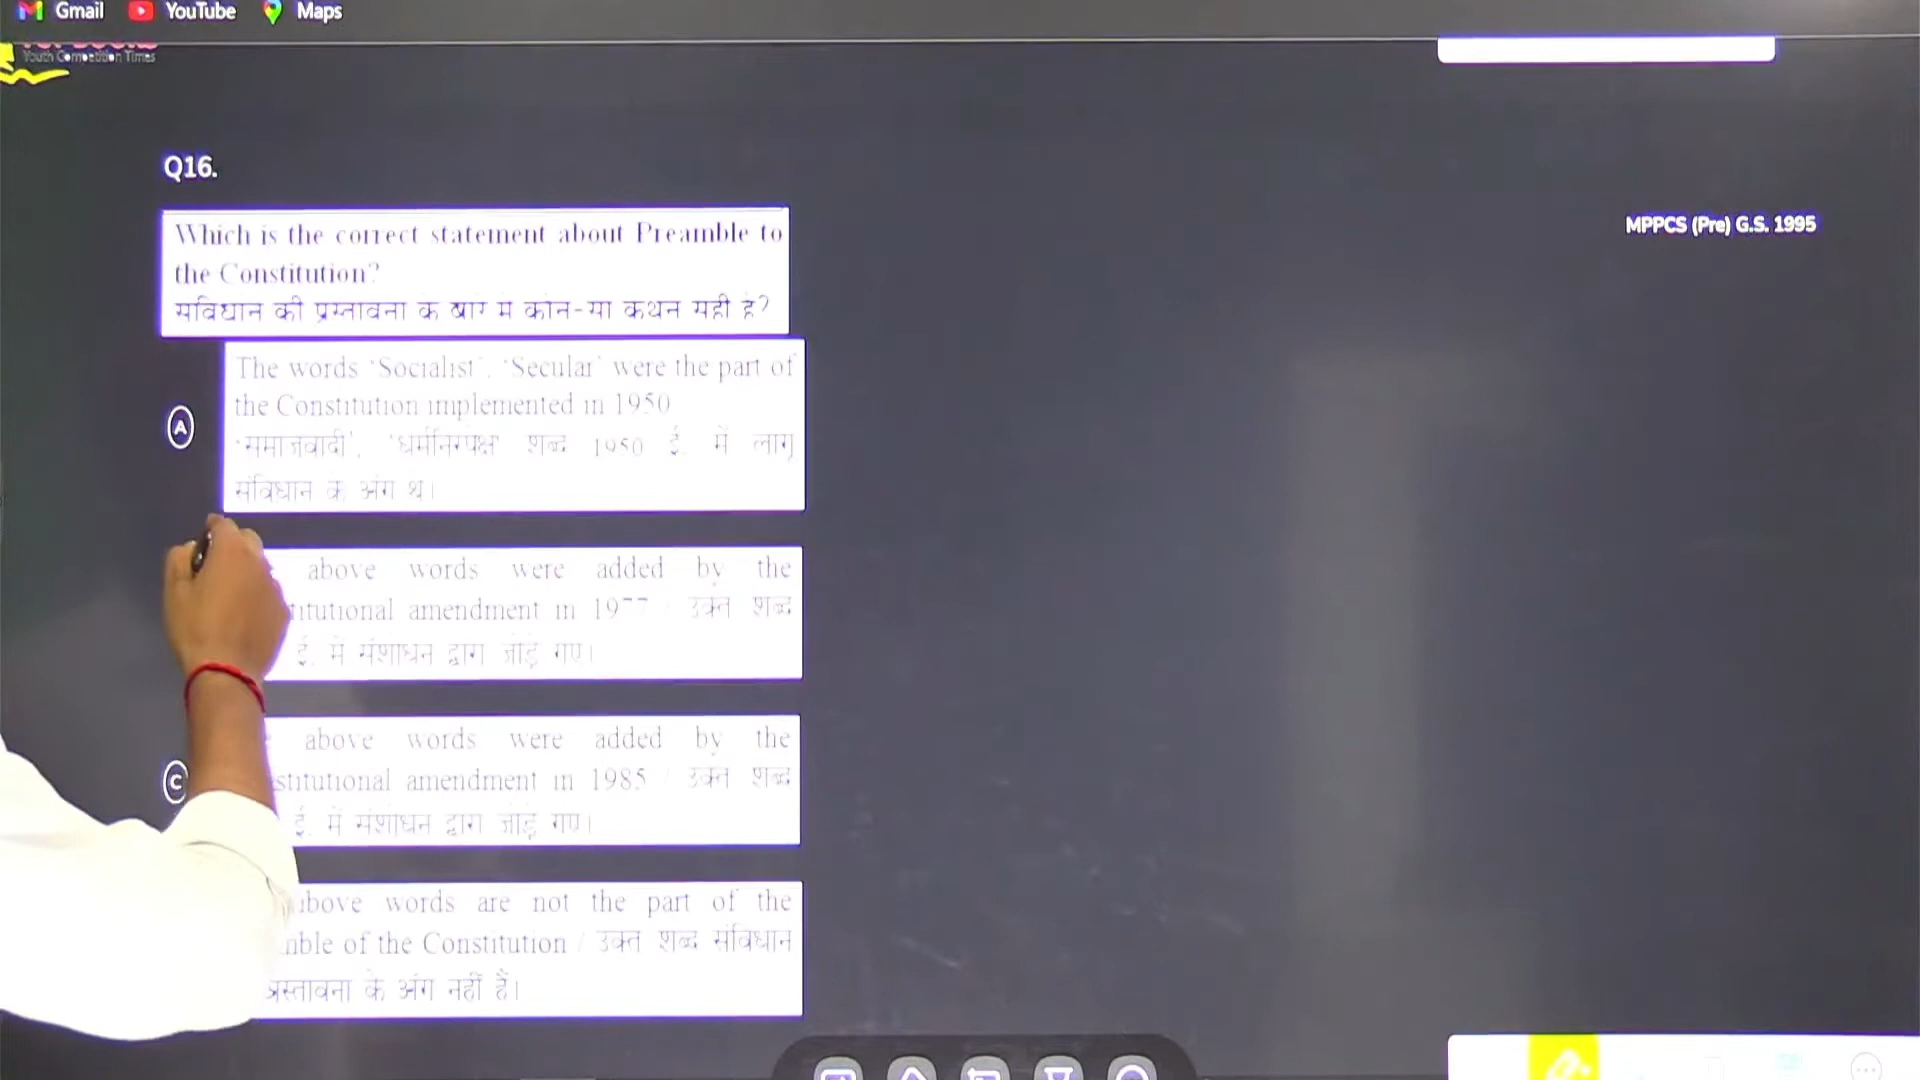 Gmail YouTube Maps
Youth Competition Times
Q16.
MPPCS (Pre) G.S. 1995
Which is the correct statement about Preamble to
the Constitution?
संविधान की प्रस्तावना के बारे में कौन-सा कथन सही है?
A
The words 'Socialist', 'Secular' were the part of
the Constitution implemented in 1950
'समाजवादी', 'धर्मनिरपेक्ष' शब्द 1950 ई. में लागू
संविधान के अंग थे।
above words were added by the
itutional amendment in 19 / उक्त शब्द
ई. में संशोधन द्वारा जोड़े गए।
C
above words were added by the
stitutional amendment in 1985 / उक्त शब्द
ई. में संशोधन द्वारा जोड़े गए।
above words are not the part of the
mble of the Constitution / उक्त शब्द संविधान
प्रस्तावना के अंग नहीं हैं।